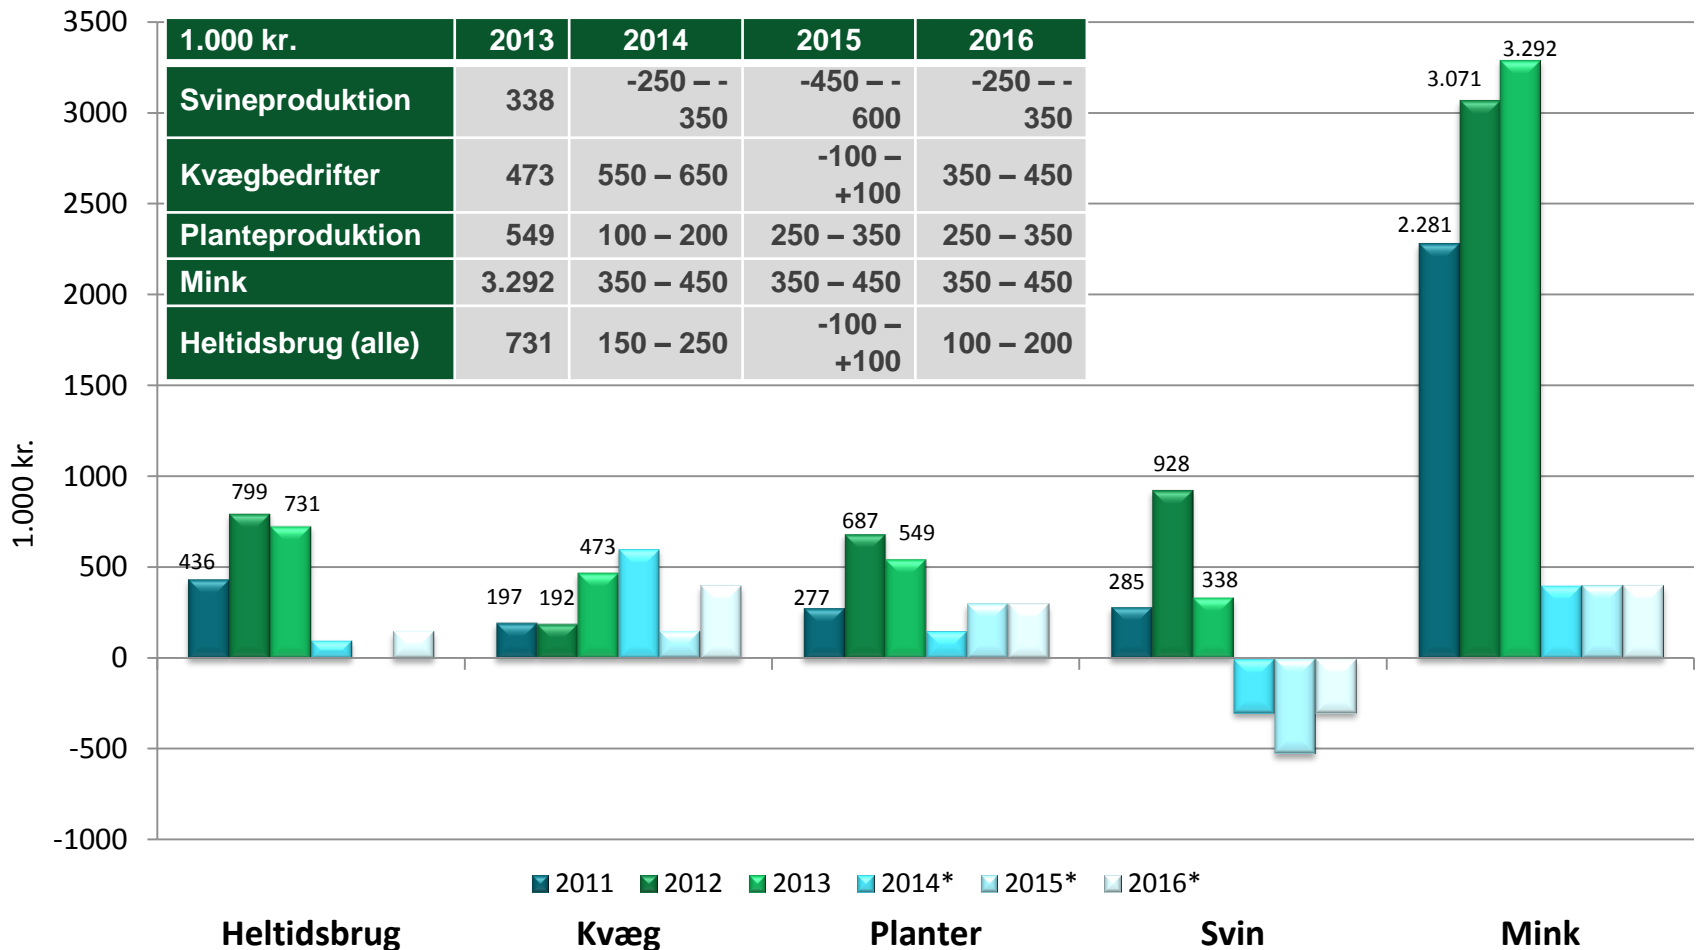 1.000 kr. 2013 2014 2015 2016
Svineproduktion 338 -250 – -350 -450 – -600 -250 – -350
Kvægbedrifter 473 550 – 650 -100 – +100 350 – 450
Planteproduktion 549 100 – 200 250 – 350 250 – 350
Mink 3.292 350 – 450 350 – 450 350 – 450
Heltidsbrug (alle) 731 150 – 250 -100 – +100 100 – 200
1.000 kr.
3500
3000
2500
2000
1500
1000
500
0
-500
-1000
436 799 731
197 192 473
277 687 549
285 928 338
2.281 3.071 3.292
2011 2012 2013 2014* 2015* 2016*
Heltidsbrug Kvæg Planter Svin Mink